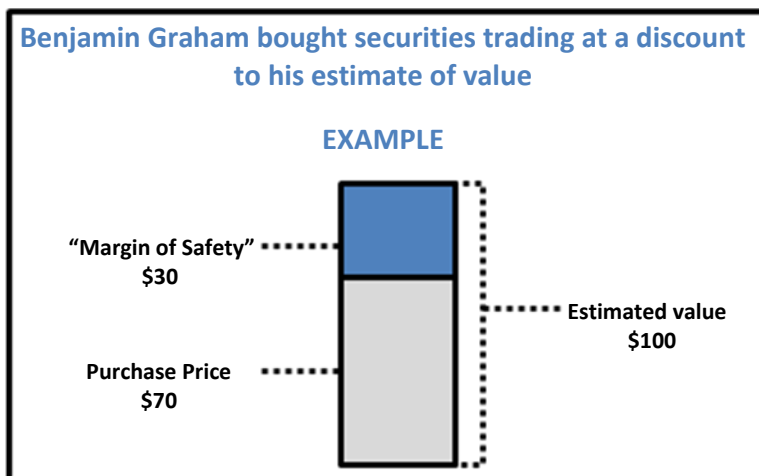 Benjamin Graham bought securities trading at a discount
to his estimate of value
EXAMPLE
“Margin of Safety”
$30
Estimated value
$100
Purchase Price
$70